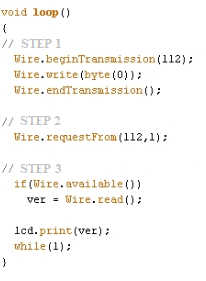 void loop()
{
// STEP 1
Wire.beginTransmission(112);
Wire.write(byte(0));
Wire.endTransmission();
// STEP 2
Wire.requestFrom(112,1);
// STEP 3
if(Wire.available())
ver = Wire.read();
lcd.print(ver);
while(1);
}